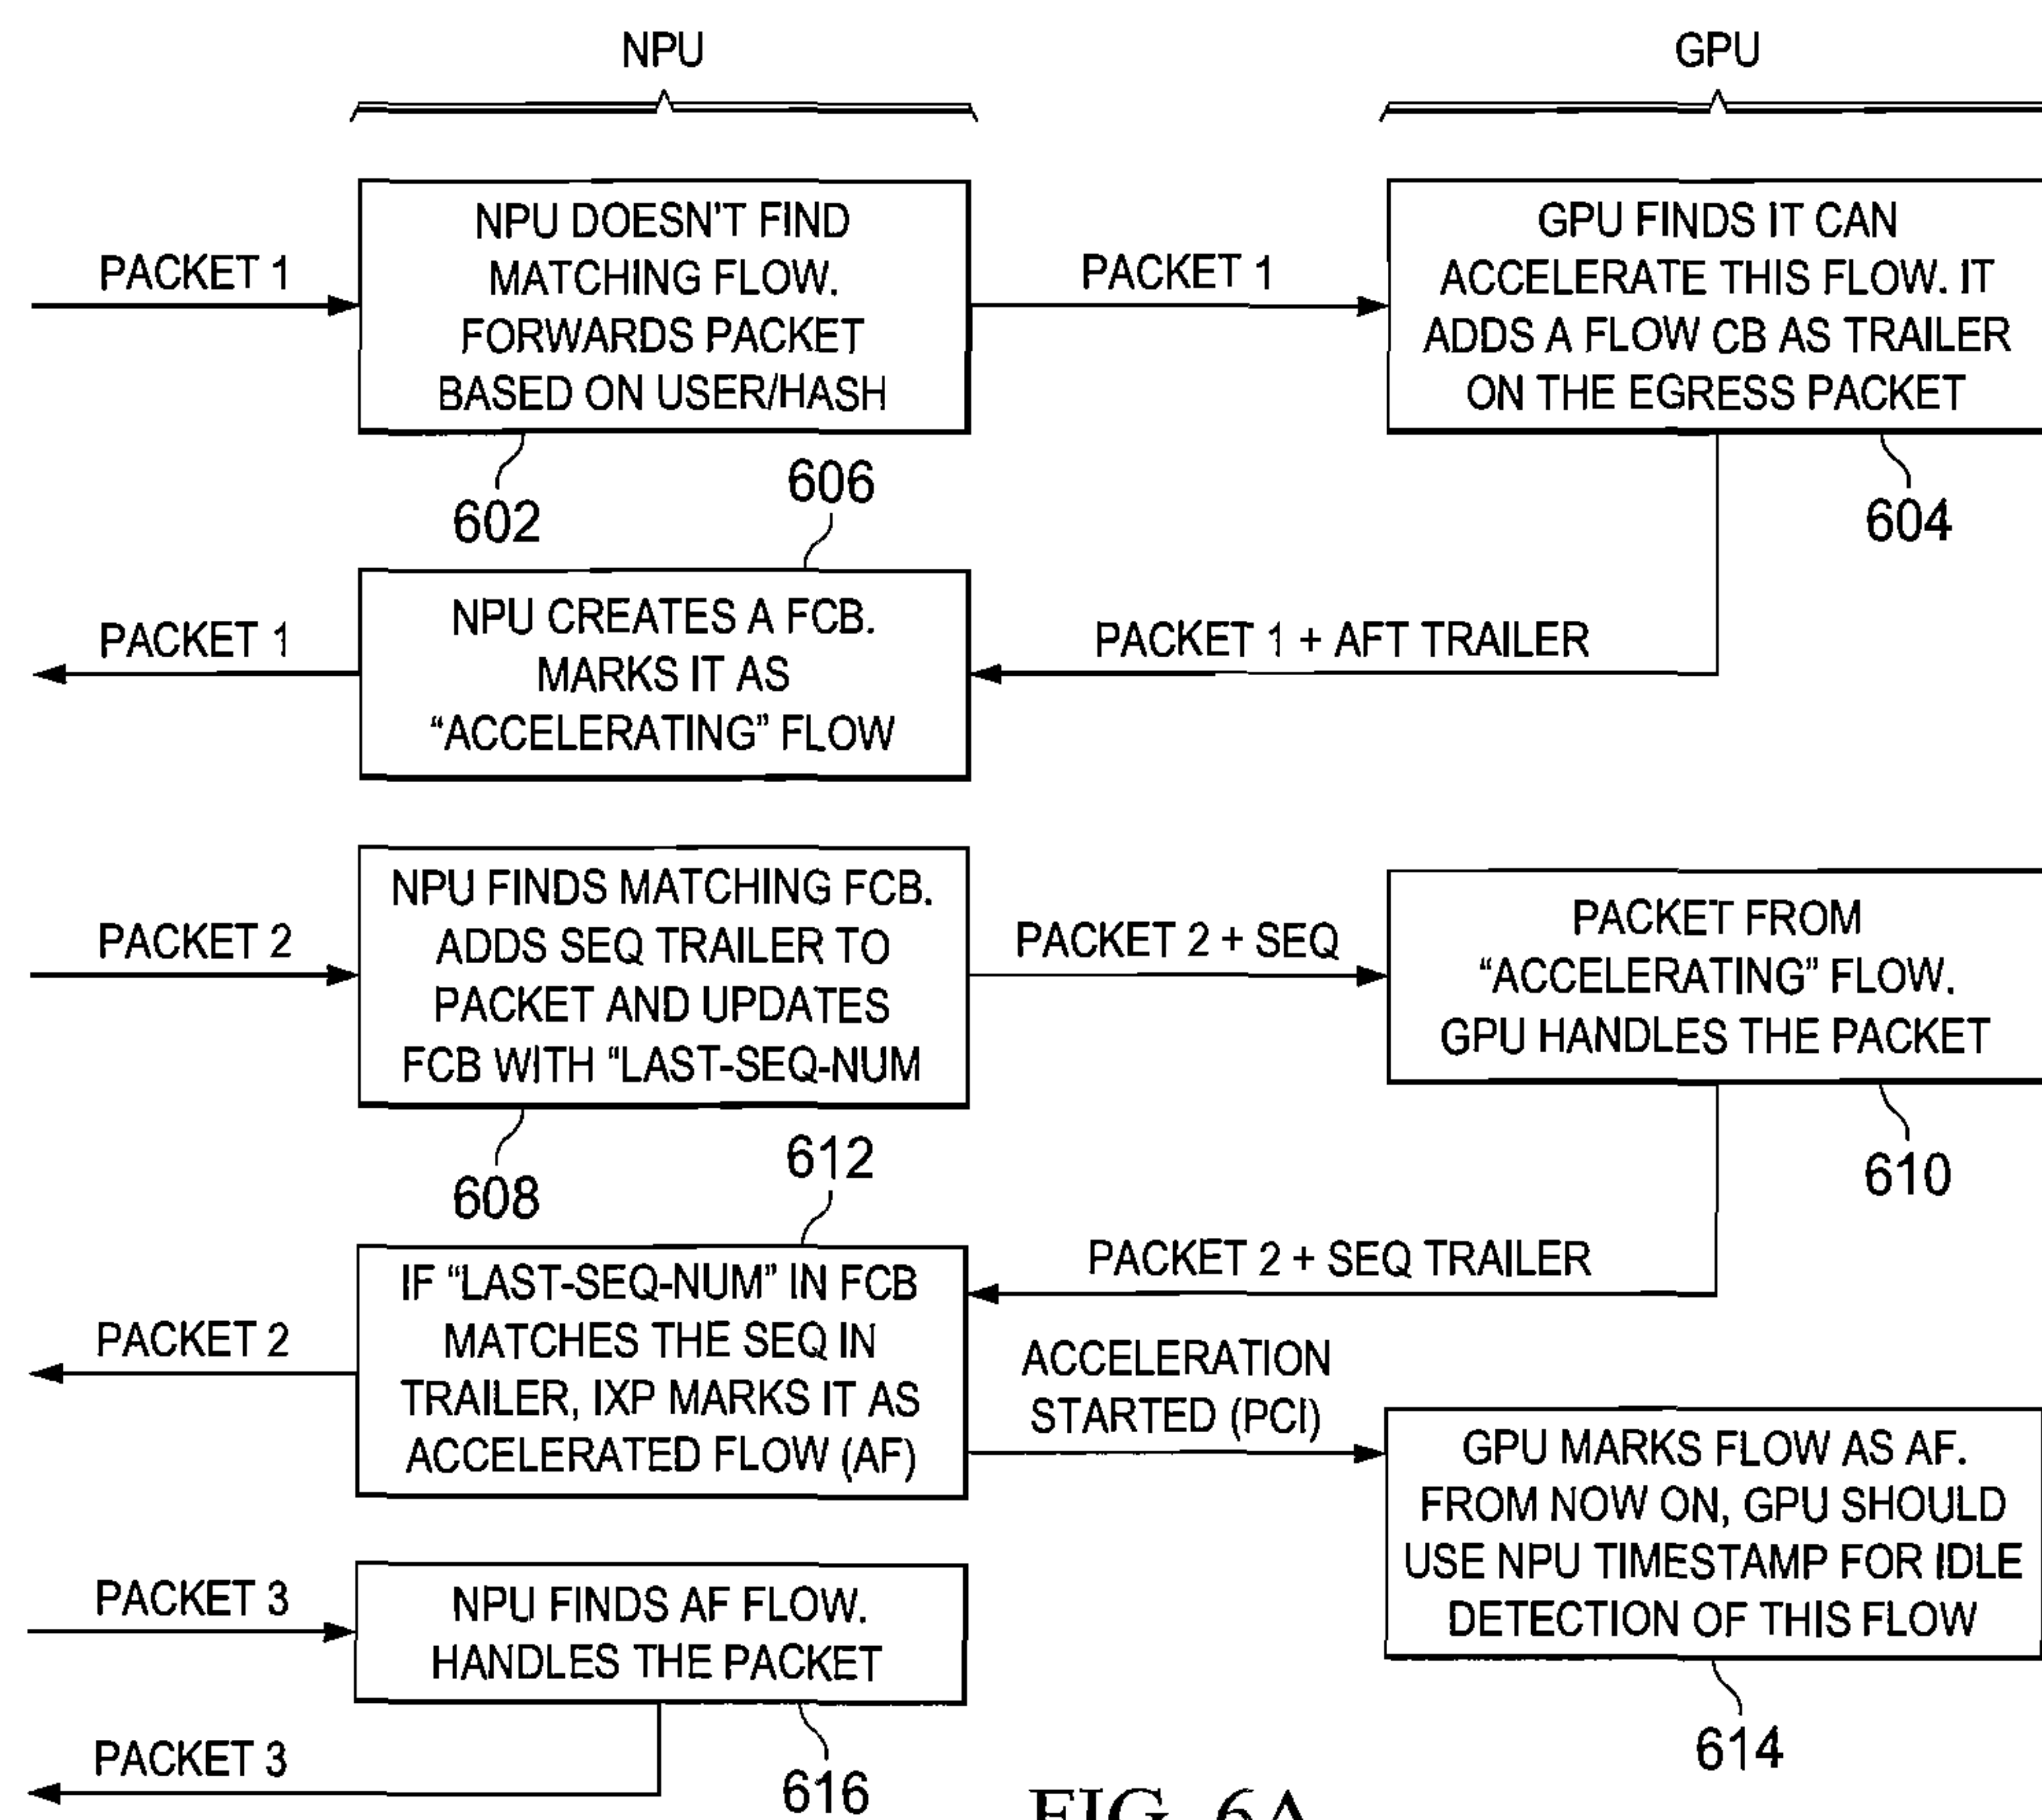 NPU
GPU
PACKET 1
NPU DOESN'T FIND
MATCHING FLOW.
FORWARDS PACKET
BASED ON USER/HASH
PACKET 1
GPU FINDS IT CAN
ACCELERATE THIS FLOW. IT
ADDS A FLOW CB AS TRAILER
ON THE EGRESS PACKET
602
606
604
PACKET 1
NPU CREATES A FCB.
MARKS IT AS
“ACCELERATING” FLOW
PACKET 1 + AFT TRAILER
PACKET 2
NPU FINDS MATCHING FCB.
ADDS SEQ TRAILER TO
PACKET AND UPDATES
FCB WITH “LAST-SEQ-NUM
PACKET 2 + SEQ
PACKET FROM
“ACCELERATING” FLOW.
GPU HANDLES THE PACKET
608
612
610
PACKET 2
IF “LAST-SEQ-NUM” IN FCB
MATCHES THE SEQ IN
TRAILER, IXP MARKS IT AS
ACCELERATED FLOW (AF)
PACKET 2 + SEQ TRAILER
ACCELERATION
STARTED (PCI)
GPU MARKS FLOW AS AF.
FROM NOW ON, GPU SHOULD
USE NPU TIMESTAMP FOR IDLE
DETECTION OF THIS FLOW
614
PACKET 3
NPU FINDS AF FLOW.
HANDLES THE PACKET
PACKET 3
616
FIG. 6A